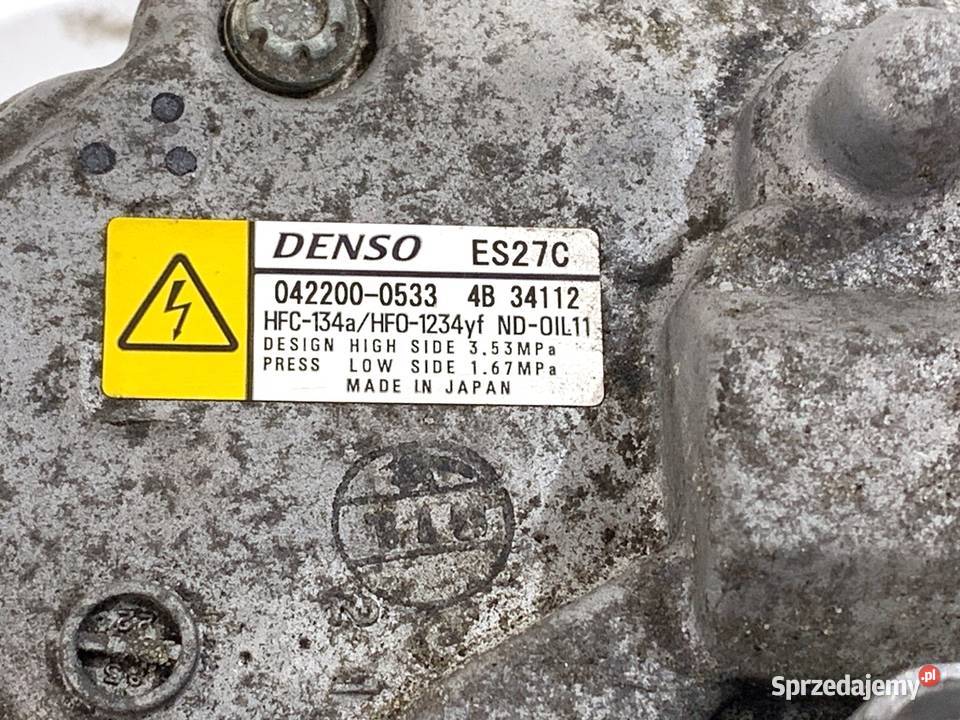 DENSO ES27C
042200-0533 4B 34112
HFC-134a/HFO-1234yf ND-OIL11
DESIGN HIGH SIDE 3.53MPa
PRESS LOW SIDE 1.67MPa
MADE IN JAPAN
Sprzedajemy.pl